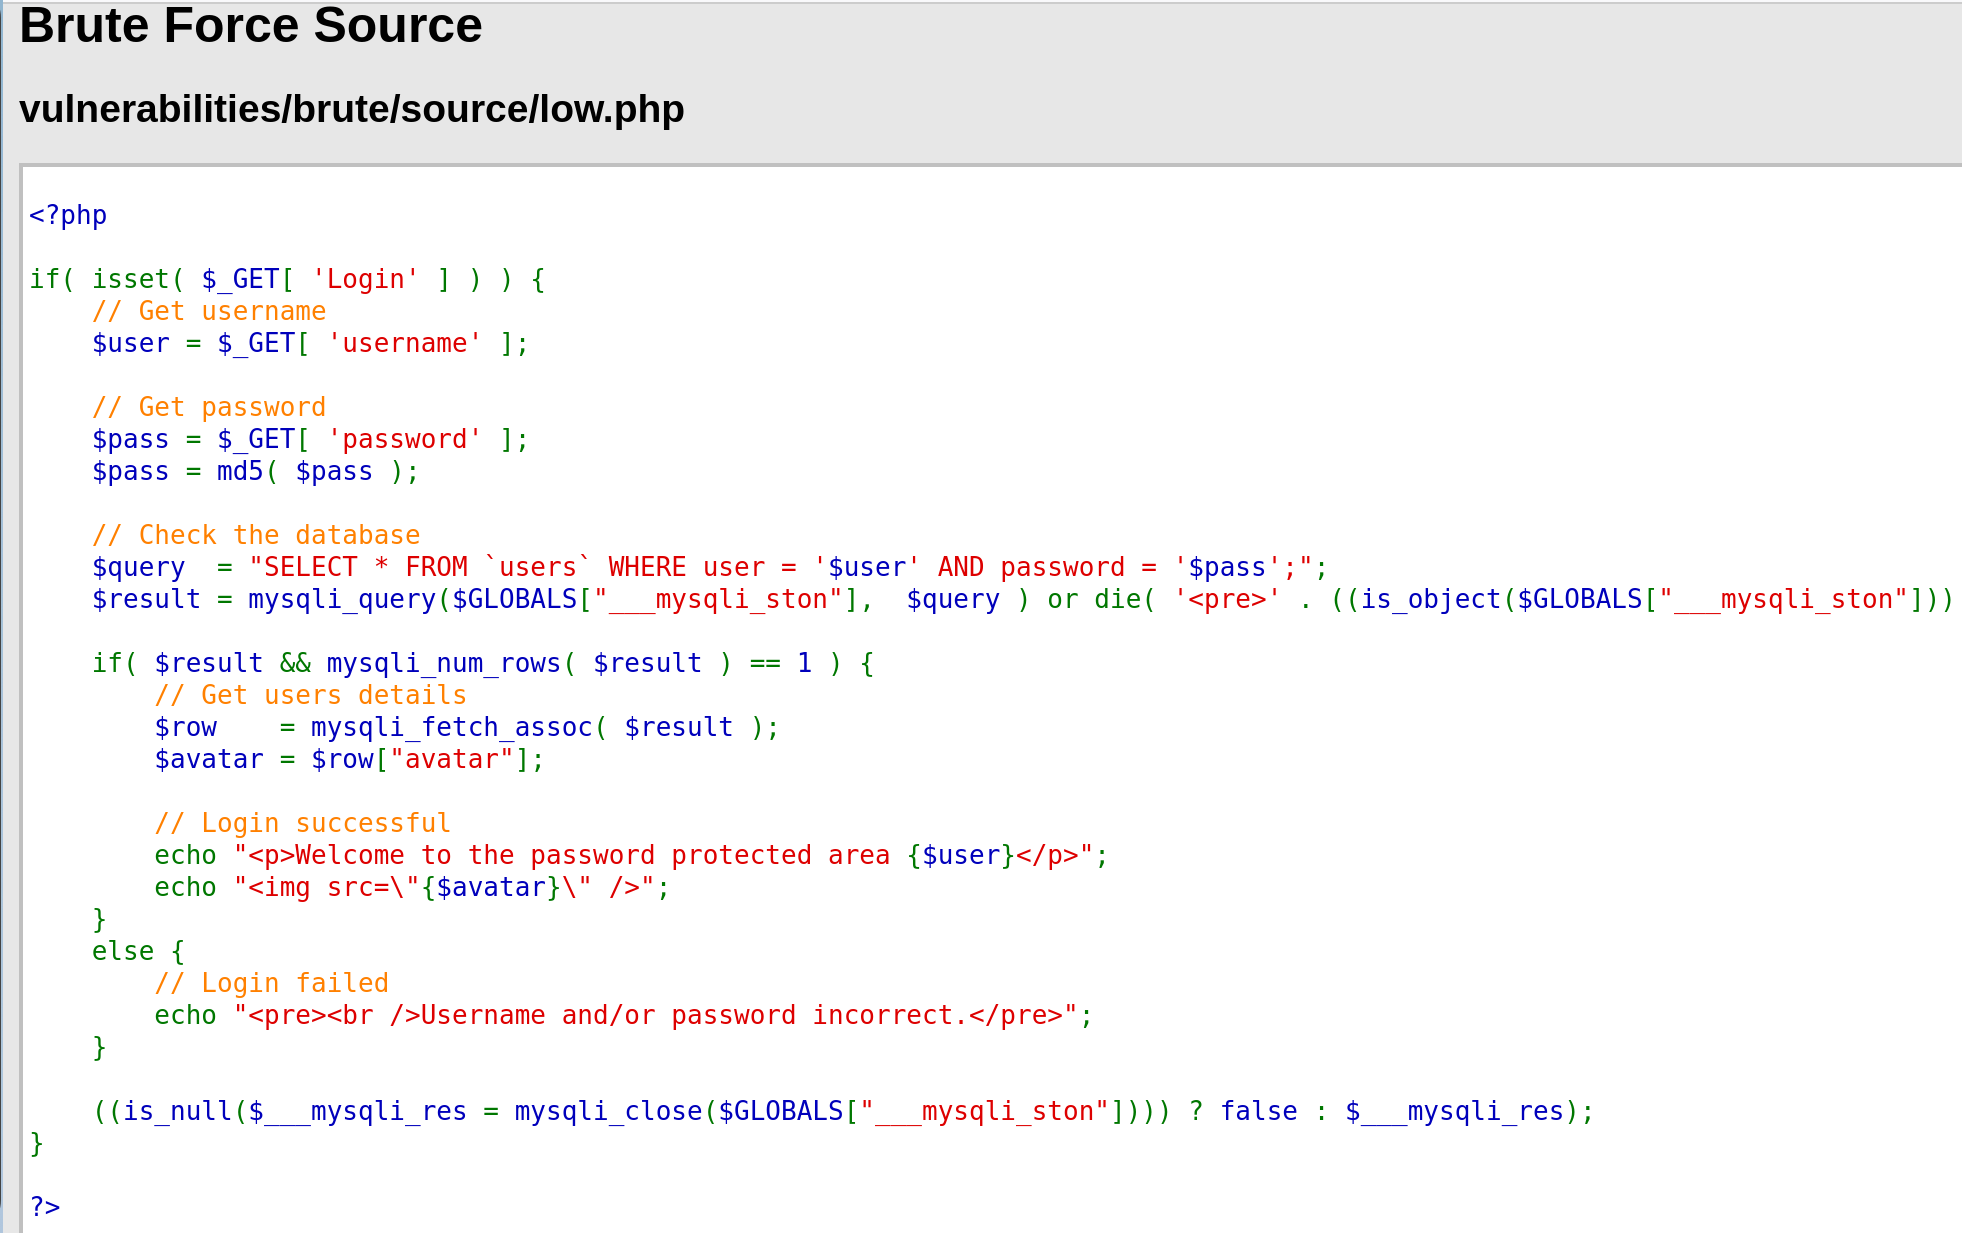 Brute Force Source
vulnerabilities/brute/source/low.php
<?php
if( isset( $_GET[ 'Login' ] ) ) {
    // Get username
    $user = $_GET[ 'username' ];
    // Get password
    $pass = $_GET[ 'password' ];
    $pass = md5( $pass );
    // Check the database
    $query  = "SELECT * FROM `users` WHERE user = '$user' AND password = '$pass';";
    $result = mysqli_query($GLOBALS["___mysqli_ston"],  $query ) or die( '<pre>' . ((is_object($GLOBALS["___mysqli_ston"]))
    if( $result && mysqli_num_rows( $result ) == 1 ) {
        // Get users details
        $row    = mysqli_fetch_assoc( $result );
        $avatar = $row["avatar"];
        // Login successful
        echo "<p>Welcome to the password protected area {$user}</p>";
        echo "<img src=\"{$avatar}\" />";
    }
    else {
        // Login failed
        echo "<pre><br />Username and/or password incorrect.</pre>";
    }
    ((is_null($___mysqli_res = mysqli_close($GLOBALS["___mysqli_ston"]))) ? false : $___mysqli_res);
}
?>